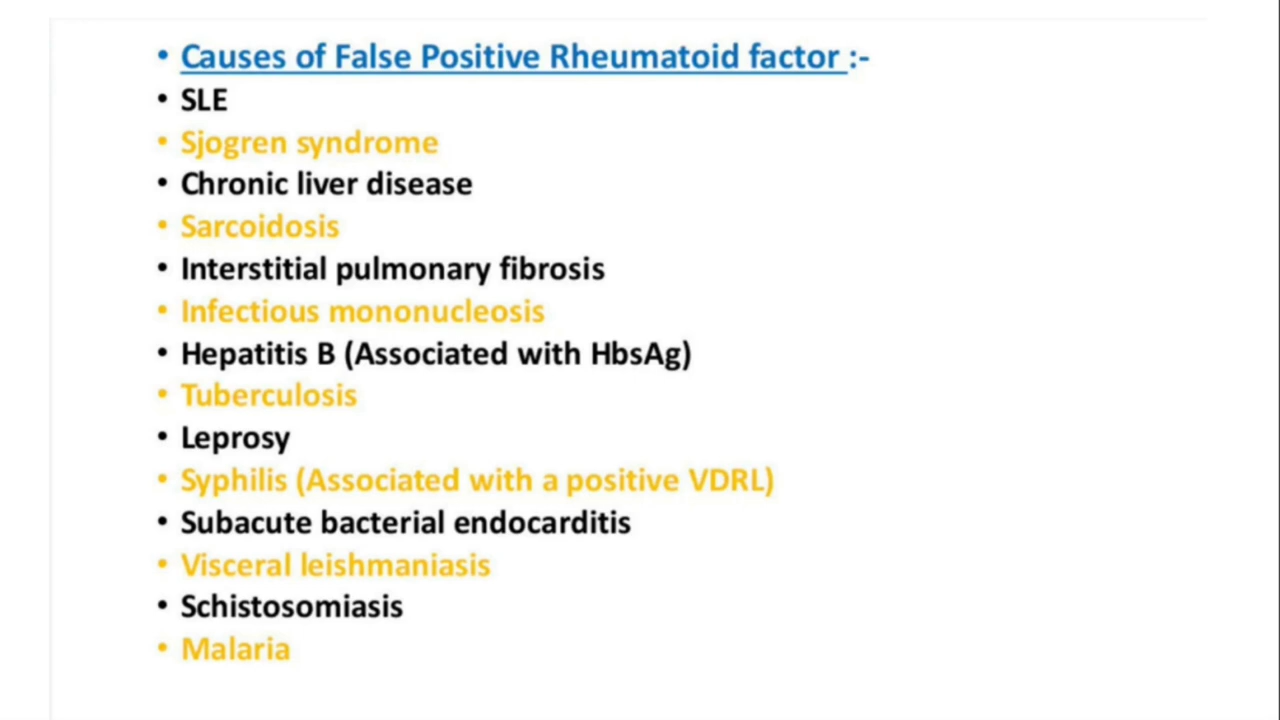 • Causes of False Positive Rheumatoid factor :-
• SLE
• Sjogren syndrome
• Chronic liver disease
• Sarcoidosis
• Interstitial pulmonary fibrosis
• Infectious mononucleosis
• Hepatitis B (Associated with HbsAg)
• Tuberculosis
• Leprosy
• Syphilis (Associated with a positive VDRL)
• Subacute bacterial endocarditis
• Visceral leishmaniasis
• Schistosomiasis
• Malaria